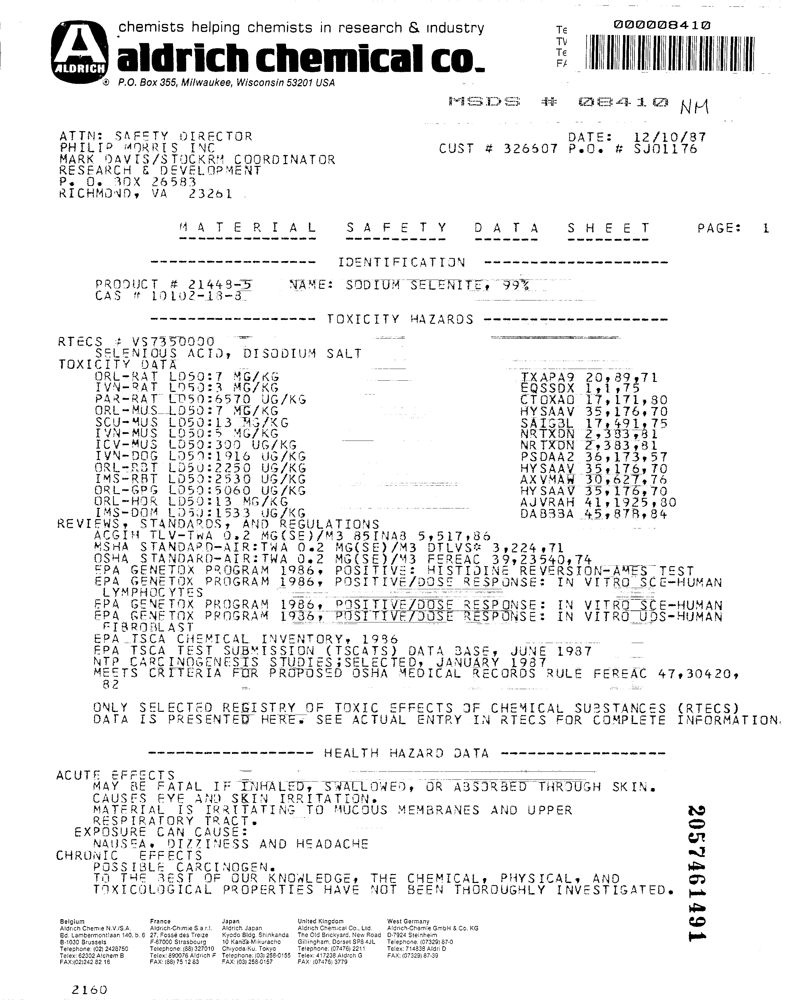 chemists helping chemists in research & industry
aldrich chemical co.
ALDRICH
P.O. Box 355, Milwaukee, Wisconsin 53201 USA
000008410
MSDS # 08410 NM
ATTN: SAFETY DIRECTOR
PHILIP MORRIS INC
MARK DAVIS/STOCKRM COORDINATOR
RESEARCH & DEVELOPMENT
P. O. BOX 26583
RICHMOND, VA 23261
DATE: 12/10/87
CUST # 326607 P.O. # SJ01176
MATERIAL SAFETY DATA SHEET PAGE: 1
IDENTIFICATION
PRODUCT # 21448-5 NAME: SODIUM SELENITE, 99%
CAS # 10102-18-8
TOXICITY HAZARDS
RTECS # VS7350000
SELENIOUS ACID, DISODIUM SALT
TOXICITY DATA
ORL-RAT LD50:7 MG/KG TXAPA9 20,89,71
IVN-RAT LD50:3 MG/KG EQSSDX 1,1,75
PAR-RAT LD50:6570 UG/KG CTOXAO 17,171,80
ORL-MUS LD50:7 MG/KG HYSAAV 35,176,70
SCU-MUS LD50:13 MG/KG SAIGBL 17,491,75
IVN-MUS LD50:5 MG/KG NRTXDN 2,383,81
ICV-MUS LD50:300 UG/KG NRTXDN 2,383,81
IVN-DOG LD50:1916 UG/KG PSDAA2 36,173,57
ORL-RBT LD50:2250 UG/KG HYSAAV 35,176,70
IMS-RBT LD50:2530 UG/KG AXVMAW 30,627,76
ORL-GPG LD50:5060 UG/KG HYSAAV 35,176,70
ORL-HOR LD50:13 MG/KG AJVRAH 41,1925,80
IMS-DOM LD50:1533 UG/KG DABBBA 45,878,84
REVIEWS, STANDARDS, AND REGULATIONS
ACGIH TLV-TWA 0.2 MG(SE)/M3 85INA8 5,517,86
MSHA STANDARD-AIR:TWA 0.2 MG(SE)/M3 DTLVS* 3,224,71
OSHA STANDARD-AIR:TWA 0.2 MG(SE)/M3 FEREAC 39,23540,74
EPA GENETOX PROGRAM 1986, POSITIVE: HISTIDINE REVERSION-AMES TEST
EPA GENETOX PROGRAM 1986, POSITIVE/DOSE RESPONSE: IN VITRO SCE-HUMAN
LYMPHOCYTES
EPA GENETOX PROGRAM 1986, POSITIVE/DOSE RESPONSE: IN VITRO SCE-HUMAN
EPA GENETOX PROGRAM 1986, POSITIVE/DOSE RESPONSE: IN VITRO UDS-HUMAN
FIBROBLAST
EPA TSCA CHEMICAL INVENTORY, 1986
EPA TSCA TEST SUBMISSION (TSCATS) DATA BASE, JUNE 1987
NTP CARCINOGENESIS STUDIES;SELECTED, JANUARY 1987
MEETS CRITERIA FOR PROPOSED OSHA MEDICAL RECORDS RULE FEREAC 47,30420,
82
ONLY SELECTED REGISTRY OF TOXIC EFFECTS OF CHEMICAL SUBSTANCES (RTECS)
DATA IS PRESENTED HERE. SEE ACTUAL ENTRY IN RTECS FOR COMPLETE INFORMATION.
HEALTH HAZARD DATA
ACUTE EFFECTS
MAY BE FATAL IF INHALED, SWALLOWED, OR ABSORBED THROUGH SKIN.
CAUSES EYE AND SKIN IRRITATION.
MATERIAL IS IRRITATING TO MUCOUS MEMBRANES AND UPPER
RESPIRATORY TRACT.
EXPOSURE CAN CAUSE:
NAUSEA, DIZZINESS AND HEADACHE
CHRONIC EFFECTS
POSSIBLE CARCINOGEN.
TO THE BEST OF OUR KNOWLEDGE, THE CHEMICAL, PHYSICAL, AND
TOXICOLOGICAL PROPERTIES HAVE NOT BEEN THOROUGHLY INVESTIGATED.
2057461491
Belgium
Aldrich Chemie N.V./S.A.
Bd. Lambermontlaan 140, b. 6
B-1030 Brussels
Telephone: (02) 2428750
Telex: 62302 Alchem B
FAX:(02)242 82 16
France
Aldrich-Chimie S.a.r.l.
27, Fossé des Treize
F-67000 Strasbourg
Telephone: (88) 327010
Telex: 890076 Aldrich F
FAX: (88) 75 12 83
Japan
Aldrich Japan
Kyodo Bldg. Shinkanda
10 Kanda-Mikuracho
Chiyoda-Ku, Tokyo
Telephone: (03) 258-0155
FAX: (03) 258-0157
United Kingdom
Aldrich Chemical Co., Ltd.
The Old Brickyard, New Road
Gillingham, Dorset SP8 4JL
Telephone: (07476) 2211
Telex: 417238 Aldrch G
FAX: (07476) 3779
West Germany
Aldrich-Chemie GmbH & Co. KG
D-7924 Steinheim
Telephone: (07329) 87-0
Telex: 714838 Aldri D
FAX: (07329) 87-39
2160